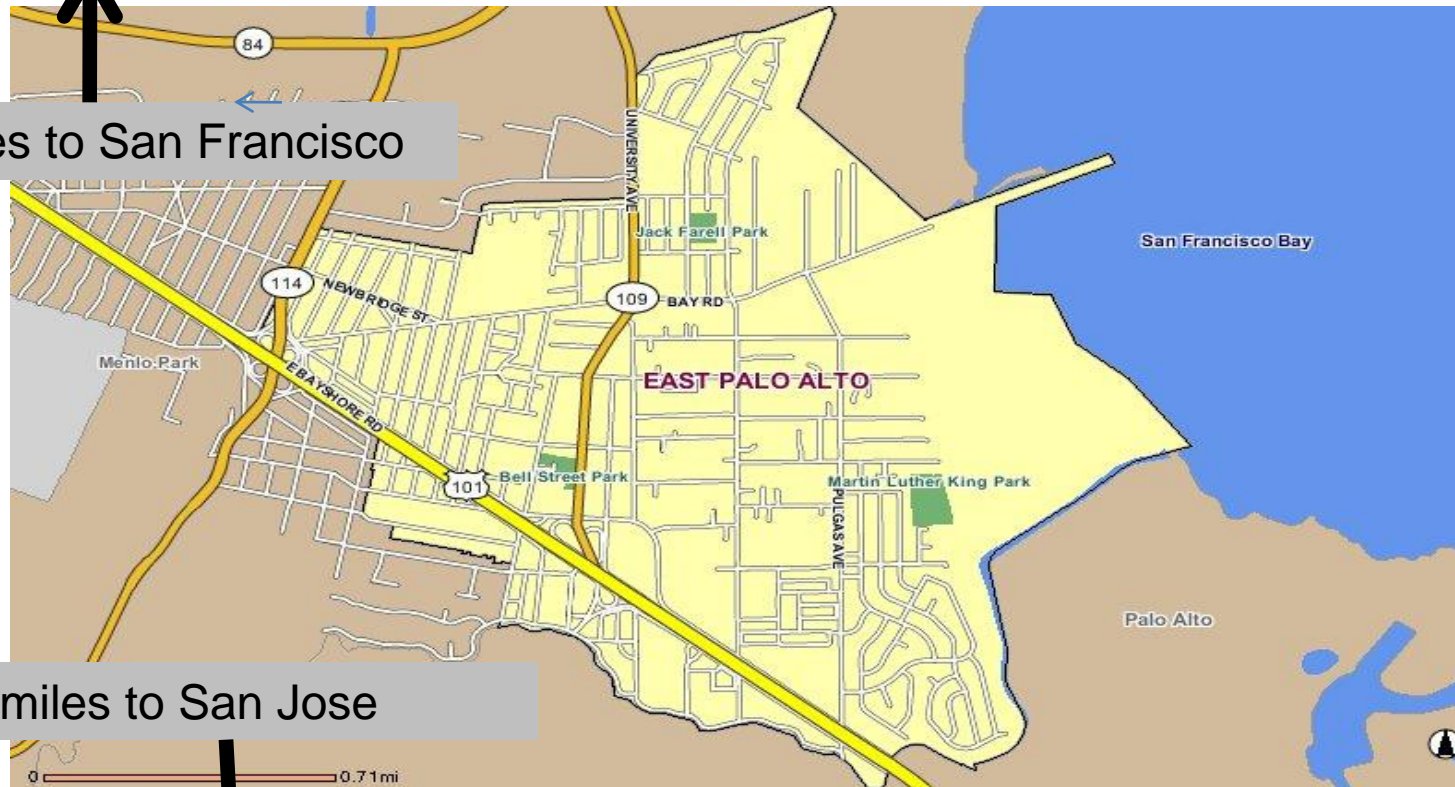 84
es to San Francisco
UNIVERSITY AVE
Jack Farell Park
San Francisco Bay
114
NEWBRIDGE ST
109
BAY RD
Menlo Park
E BAYSHORE RD
EAST PALO ALTO
101
Bell Street Park
Martin Luther King Park
PULGAS AVE
Palo Alto
miles to San Jose
0
0.71mi